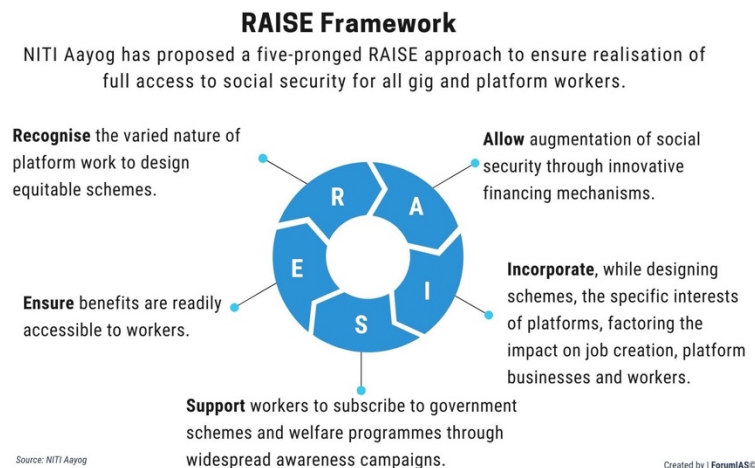 RAISE Framework
NITI Aayog has proposed a five-pronged RAISE approach to ensure realisation of
full access to social security for all gig and platform workers.
Recognise the varied nature of
platform work to design
equitable schemes.
Allow augmentation of social
security through innovative
financing mechanisms.
R
A
I
S
E
Incorporate, while designing
schemes, the specific interests
of platforms, factoring the
impact on job creation, platform
businesses and workers.
Ensure benefits are readily
accessible to workers.
Support workers to subscribe to government
schemes and welfare programmes through
widespread awareness campaigns.
Source: NITI Aayog
Created by | ForumIAS©